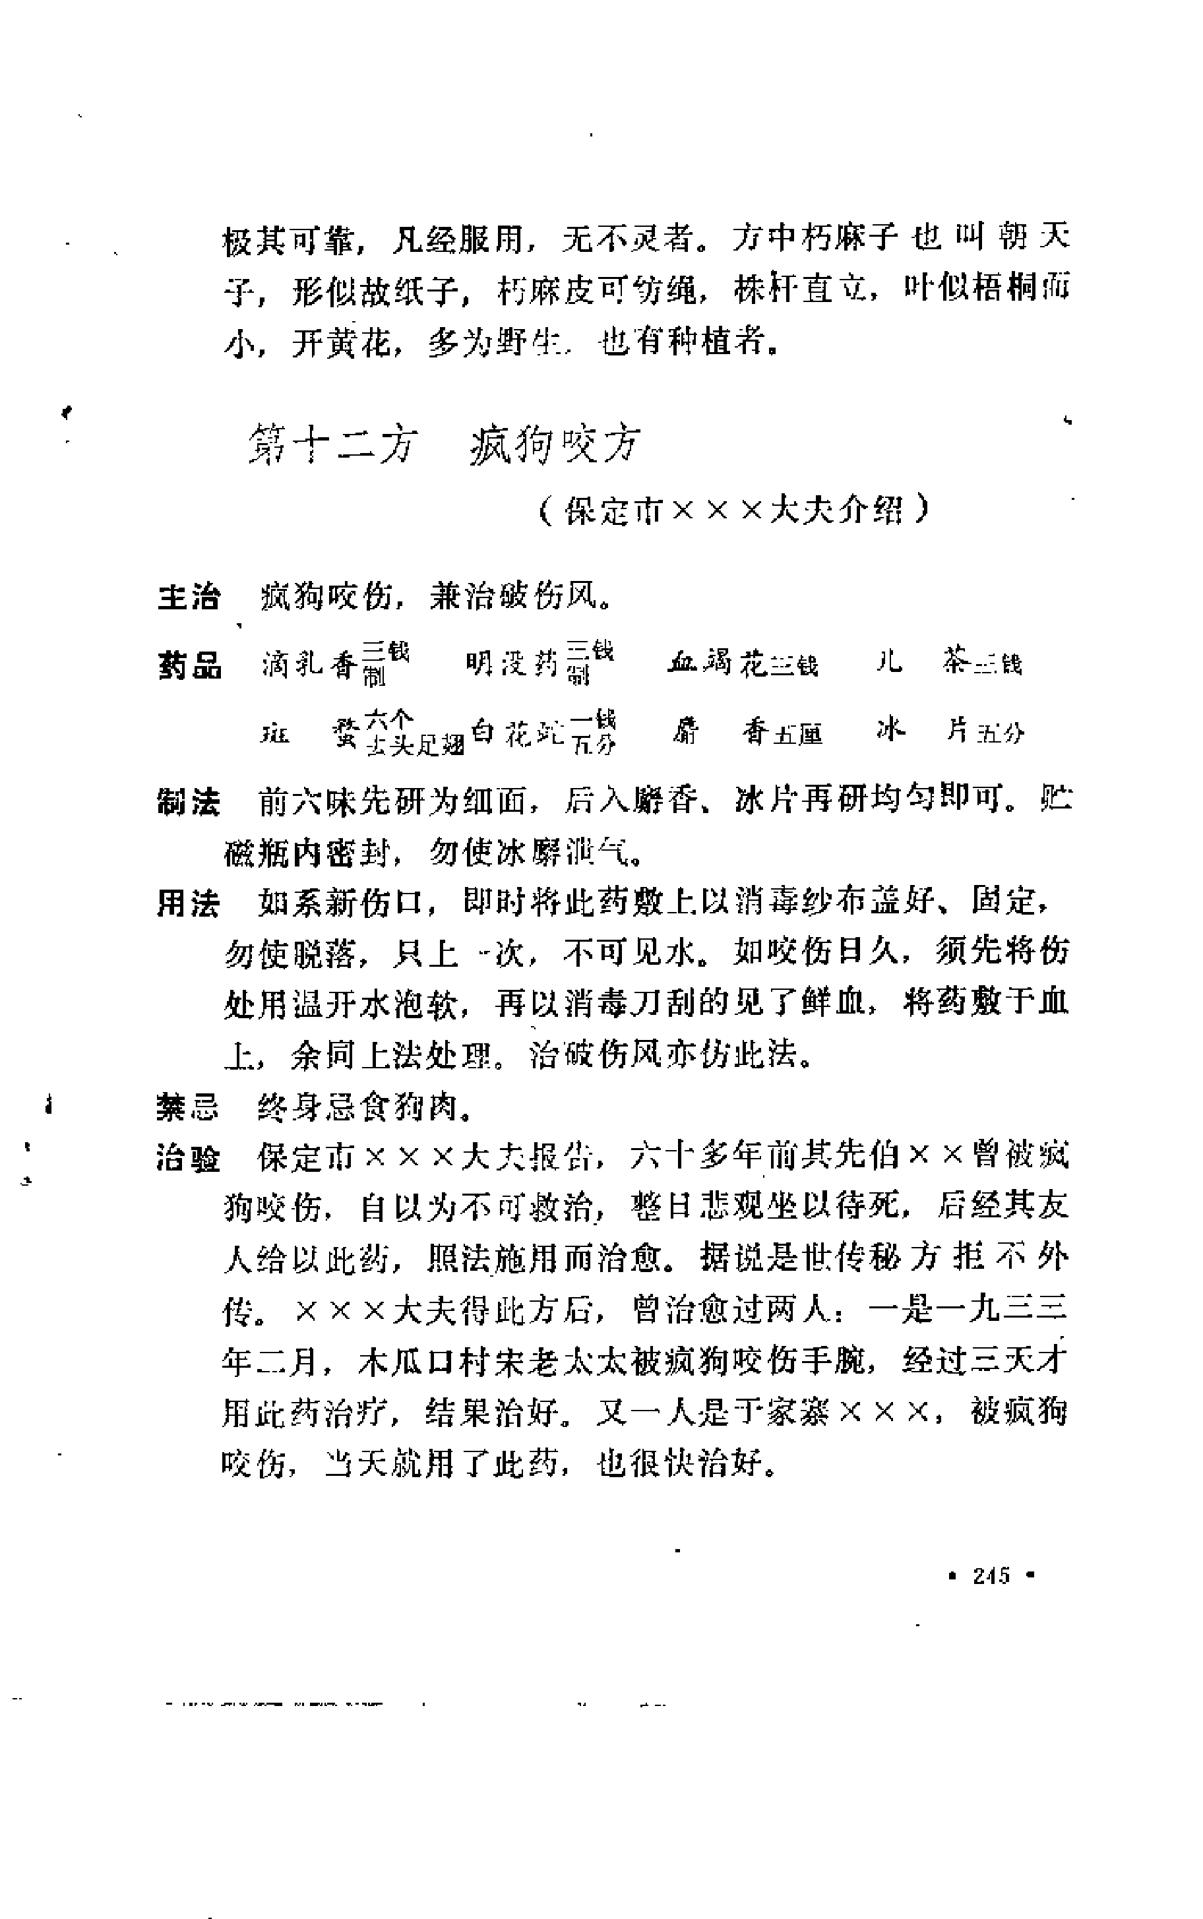 极其可靠，凡经服用，无不灵者。方中朽麻子也叫朝天
子，形似故纸子，朽麻皮可纺绳，株杆直立，叶似梧桐而
小，开黄花，多为野生，也有种植者。
第十二方 疯狗咬方
（保定市×××大夫介绍）
主治 疯狗咬伤，兼治破伤风。
药品 滴乳香三钱制 明没药三钱制 血竭花三钱 儿茶三钱
斑蝥六个去头足翅 白花蛇一钱五分 麝香五厘 冰片五分
制法 前六味先研为细面，后入麝香、冰片再研均匀即可。贮
磁瓶内密封，勿使冰麝泄气。
用法 如系新伤口，即时将此药敷上以消毒纱布盖好、固定，
勿使脱落，只上一次，不可见水。如咬伤日久，须先将伤
处用温开水泡软，再以消毒刀刮的见了鲜血，将药敷于血
上，余同上法处理。治破伤风亦仿此法。
禁忌 终身忌食狗肉。
治验 保定市×××大夫报告，六十多年前其先伯××曾被疯
狗咬伤，自以为不可救治，整日悲观坐以待死，后经其友
人给以此药，照法施用而治愈。据说是世传秘方拒不外
传。×××大夫得此方后，曾治愈过两人：一是一九三三
年二月，木瓜口村宋老太太被疯狗咬伤手腕，经过三天才
用此药治疗，结果治好。又一人是于家寨×××，被疯狗
咬伤，当天就用了此药，也很快治好。
• 245 •